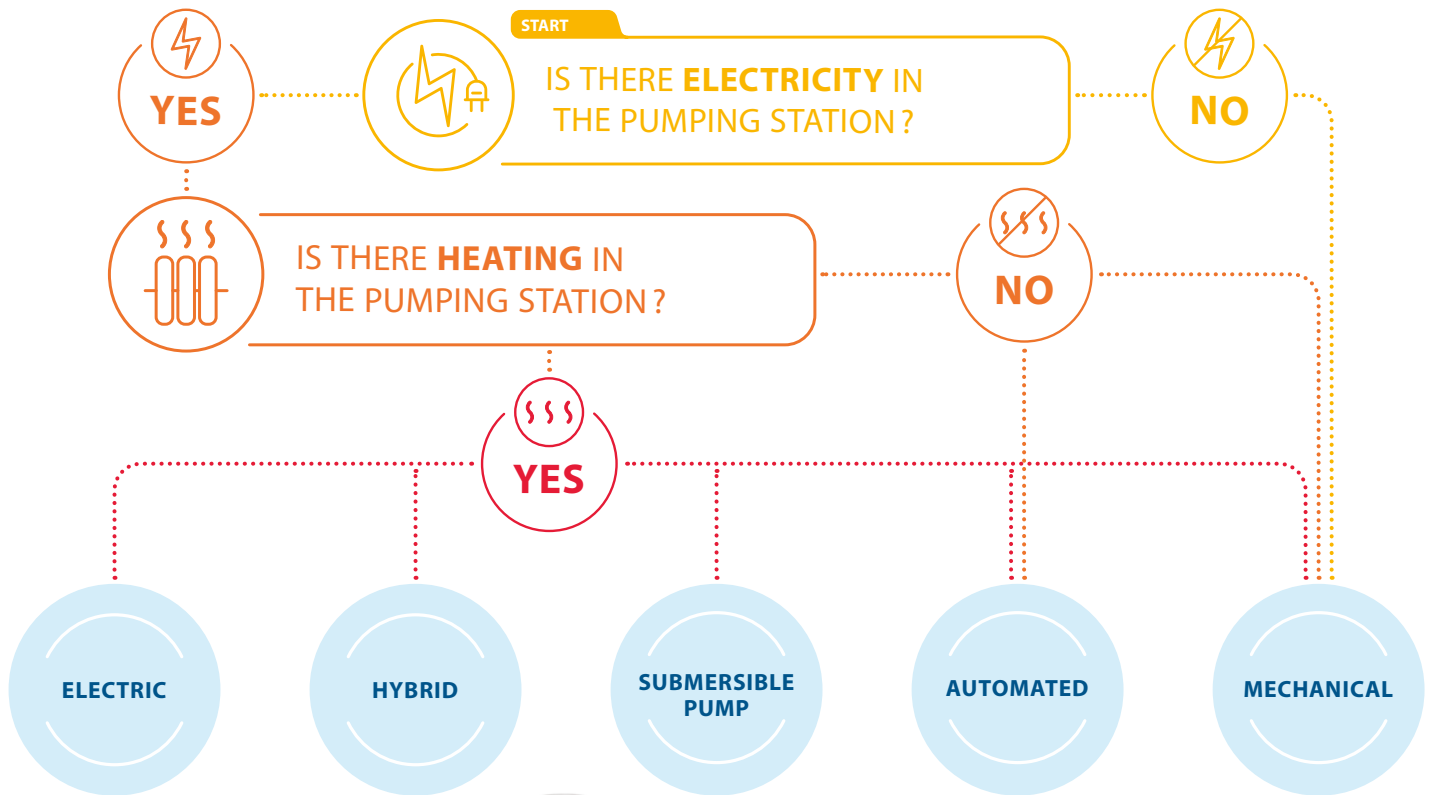 START
YES
IS THERE ELECTRICITY IN
THE PUMPING STATION ?
NO
IS THERE HEATING IN
THE PUMPING STATION ?
NO
YES
ELECTRIC
HYBRID
SUBMERSIBLE
PUMP
AUTOMATED
MECHANICAL